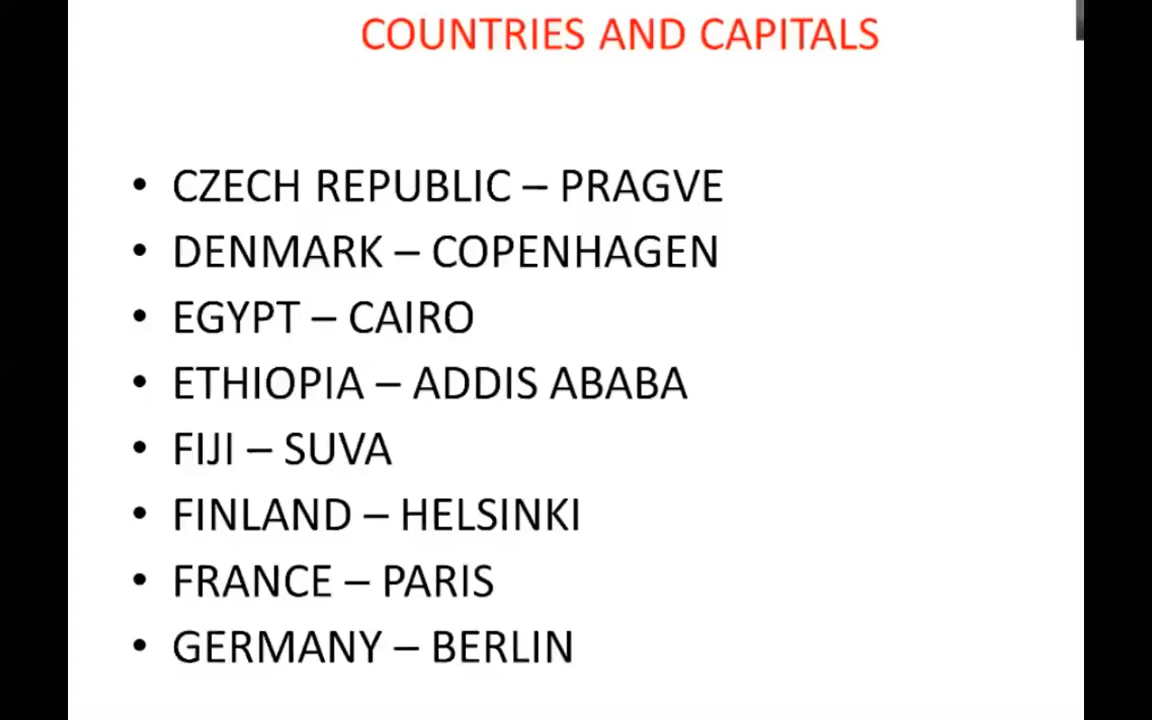 COUNTRIES AND CAPITALS
• CZECH REPUBLIC – PRAGVE
• DENMARK – COPENHAGEN
• EGYPT – CAIRO
• ETHIOPIA – ADDIS ABABA
• FIJI – SUVA
• FINLAND – HELSINKI
• FRANCE – PARIS
• GERMANY – BERLIN